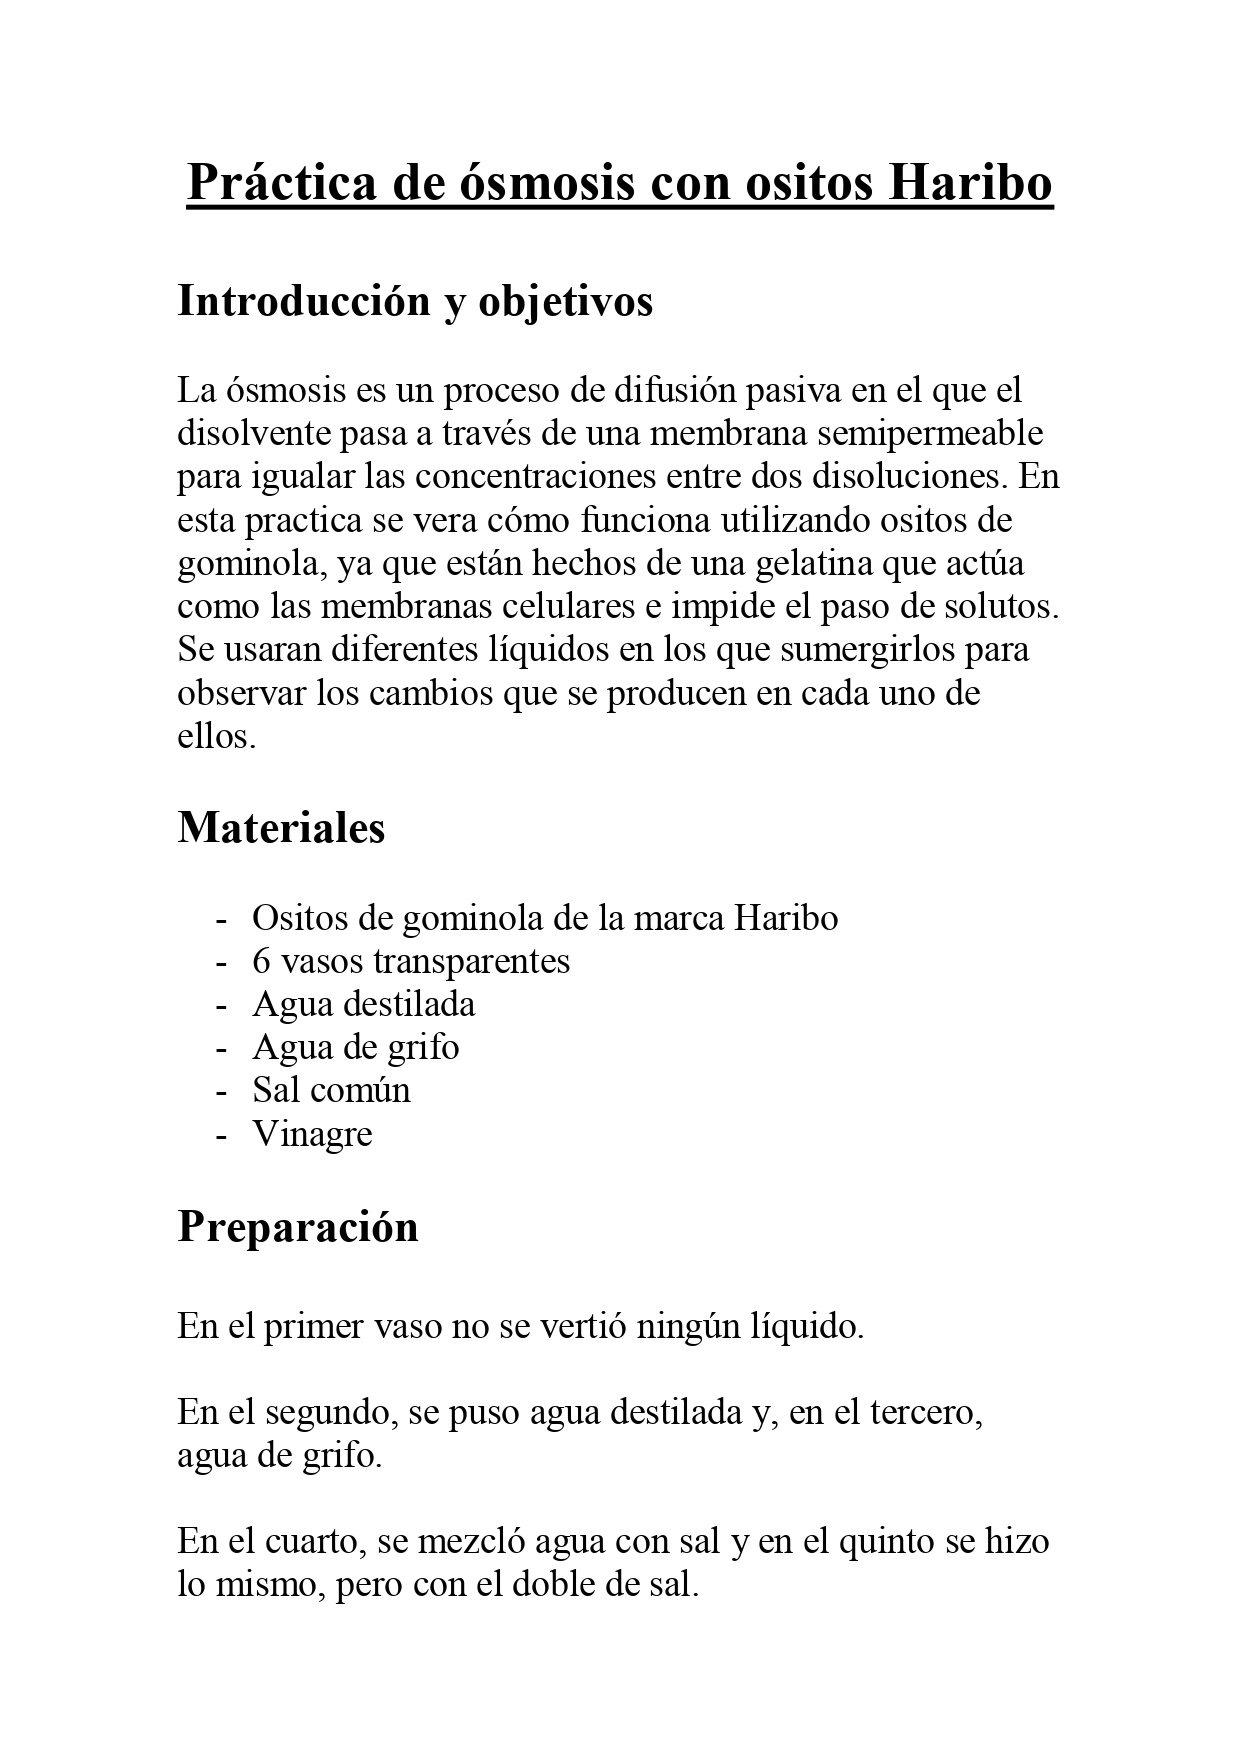 Práctica de ósmosis con ositos Haribo
Introducción y objetivos
La ósmosis es un proceso de difusión pasiva en el que el
disolvente pasa a través de una membrana semipermeable
para igualar las concentraciones entre dos disoluciones. En
esta practica se vera cómo funciona utilizando ositos de
gominola, ya que están hechos de una gelatina que actúa
como las membranas celulares e impide el paso de solutos.
Se usaran diferentes líquidos en los que sumergirlos para
observar los cambios que se producen en cada uno de
ellos.
Materiales
- Ositos de gominola de la marca Haribo
- 6 vasos transparentes
- Agua destilada
- Agua de grifo
- Sal común
- Vinagre
Preparación
En el primer vaso no se vertió ningún líquido.
En el segundo, se puso agua destilada y, en el tercero,
agua de grifo.
En el cuarto, se mezcló agua con sal y en el quinto se hizo
lo mismo, pero con el doble de sal.